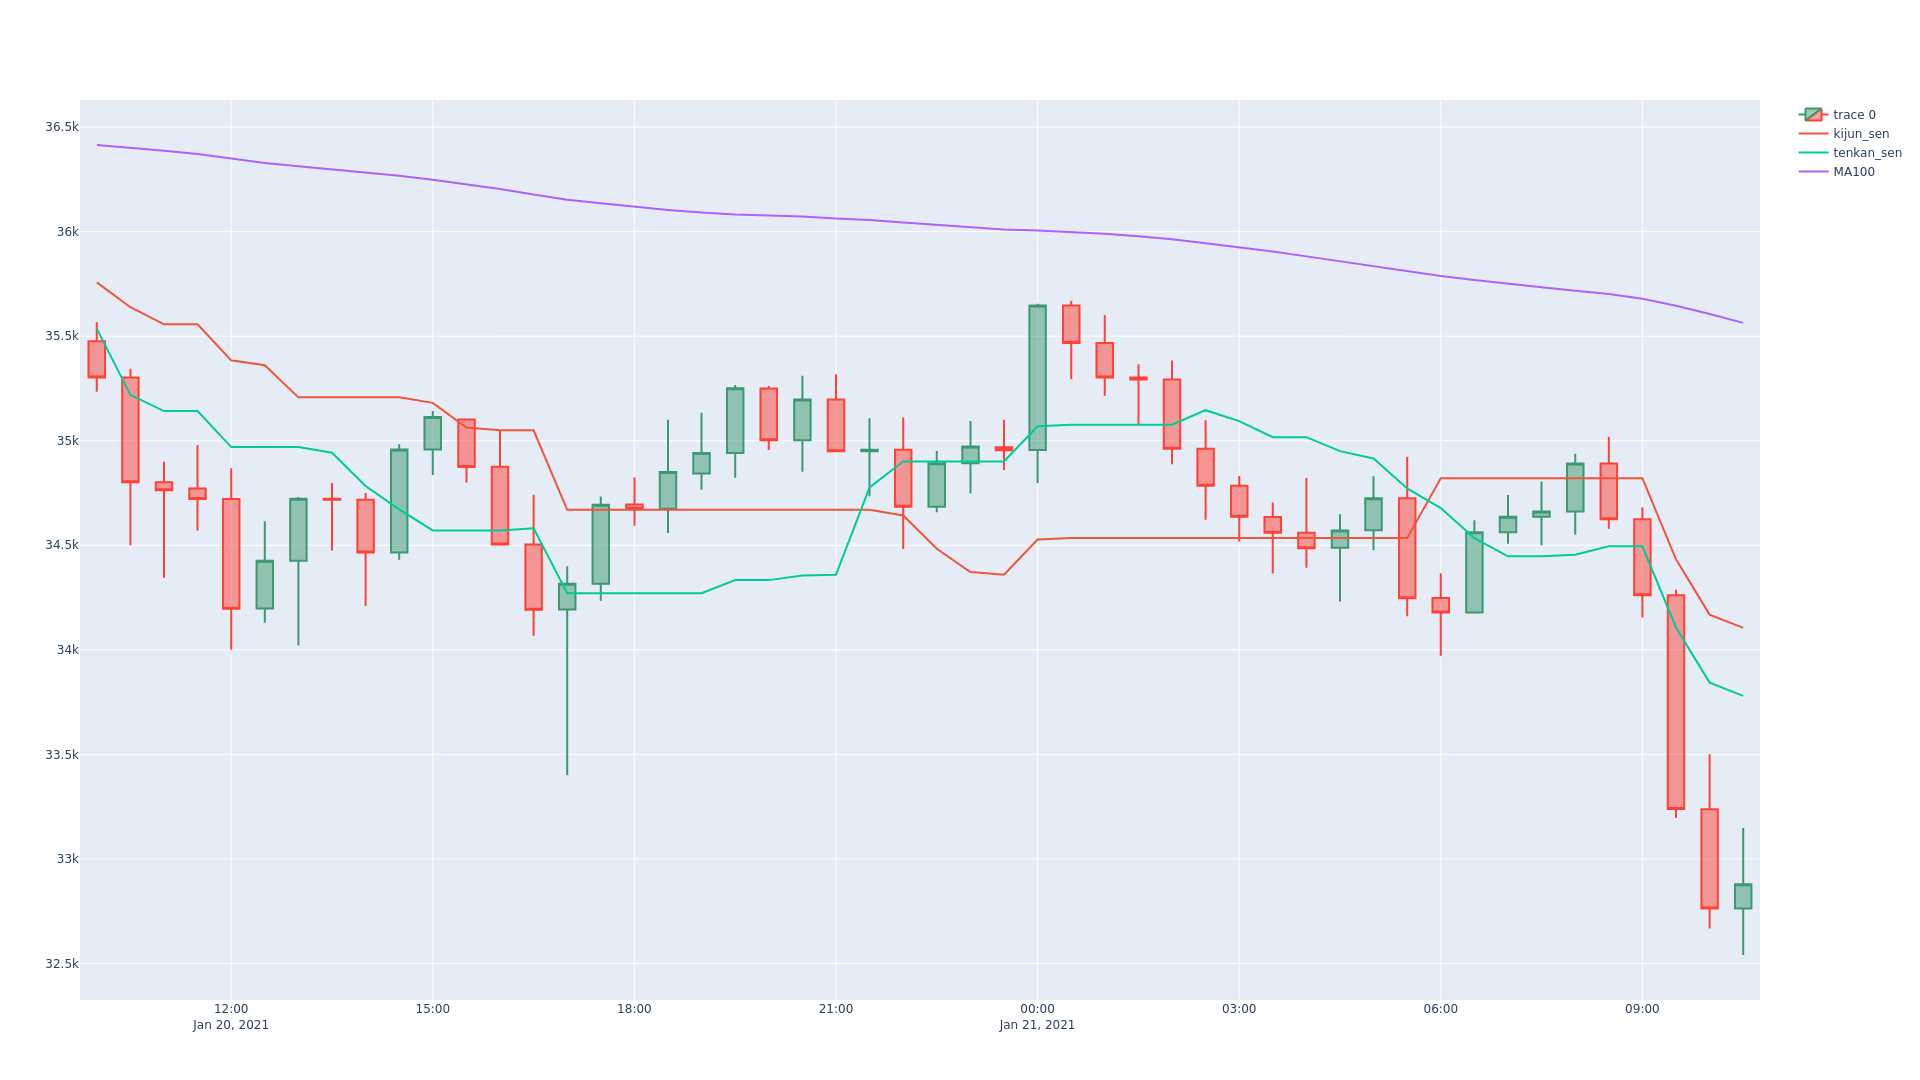 36.5k
36k
35.5k
35k
34.5k
34k
33.5k
33k
32.5k
12:00
Jan 20, 2021
15:00
18:00
21:00
00:00
Jan 21, 2021
03:00
06:00
09:00
trace 0
kijun_sen
tenkan_sen
MA100